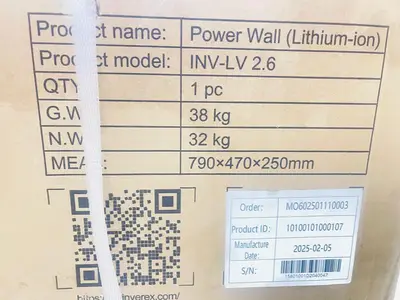 Product name: Power Wall (Lithium-ion)
Product model: INV-LV 2.6
QTY 1 pc
G.W 38 kg
N.W 32 kg
MEA 790×470×250mm
Order: MO602501110003
Product ID: 10100101000107
Manufacture Date: 2025-02-05
S/N: